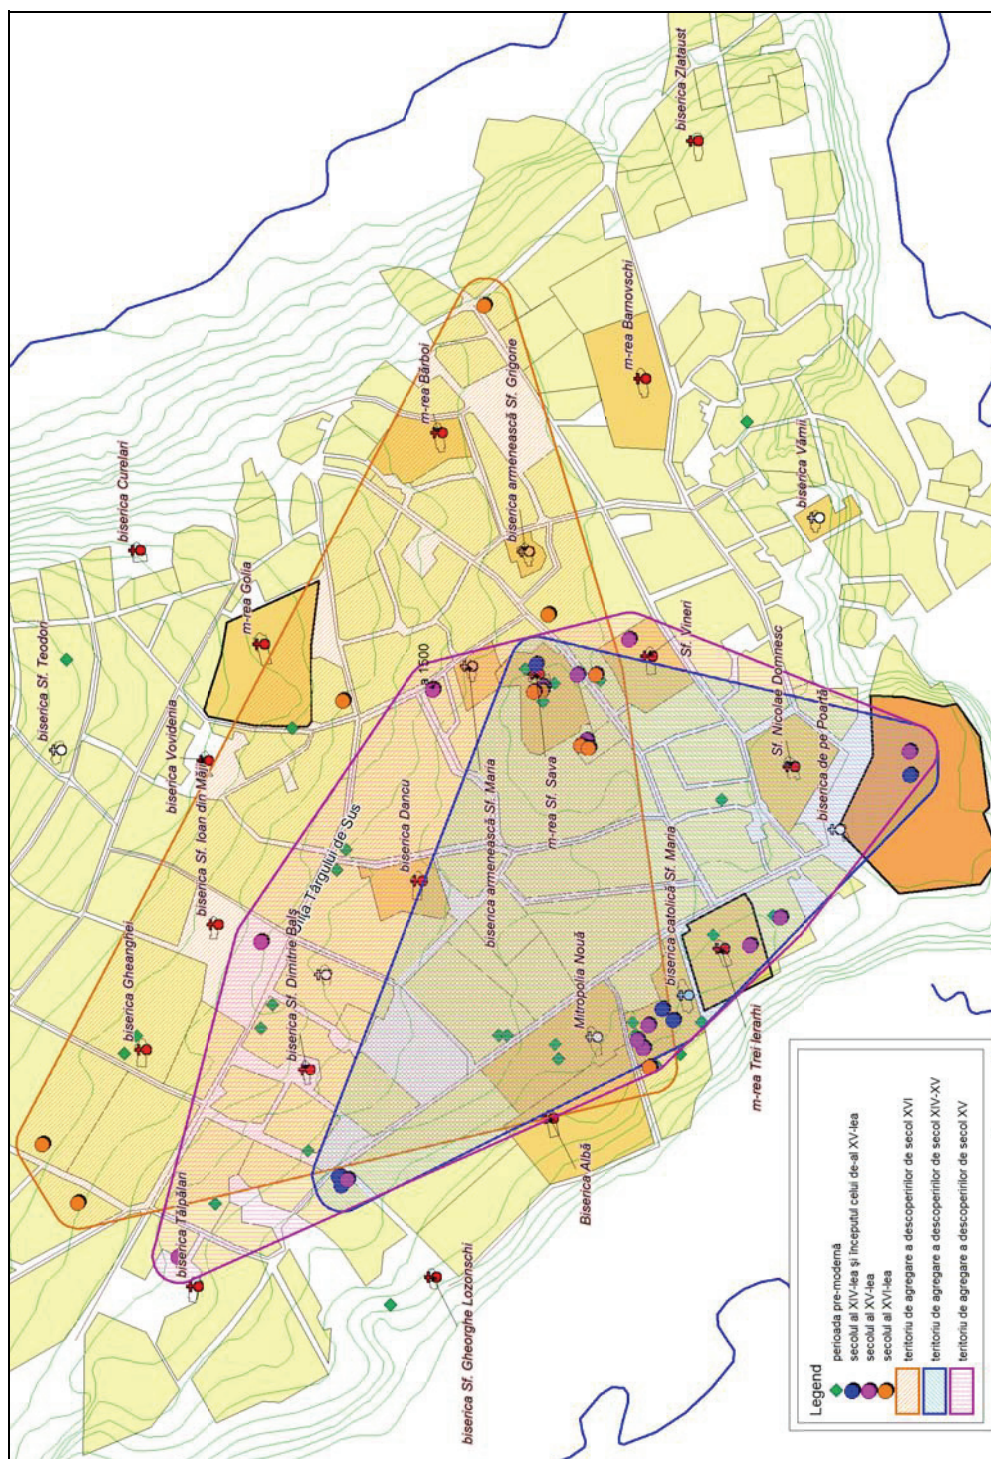 biserica Zlataust
m-rea Barnovschi
m-rea Bărboi
biserica armenească Sf. Grigorie
biserica Vămii
biserica Curelari
m-rea Golia
biserica Sf. Teodori
biserica Vovidenia
biserica Sf. Ioan din Măjilor
a 1500
Sf. Vineri
Sf. Nicolae Domnesc
biserica de pe Poartă
m-rea Sf. Sava
biserica armenească Sf. Maria
biserica Dancu
Târgului de Sus
biserica catolică Sf. Maria
Mitropolia Nouă
biserica Gheanghei
biserica Sf. Dimitrie Balș
m-rea Trei Ierarhi
Biserica Albă
biserica Tălpălari
biserica Sf. Gheorghe Lozonschi
Legend
perioada pre-modernă
secolul al XIV-lea și începutul celui de-al XV-lea
secolul al XV-lea
secolul al XVI-lea
teritoriu de agregare a descoperirilor de secol XVI
teritoriu de agregare a descoperirilor de secol XIV-XV
teritoriu de agregare a descoperirilor de secol XV